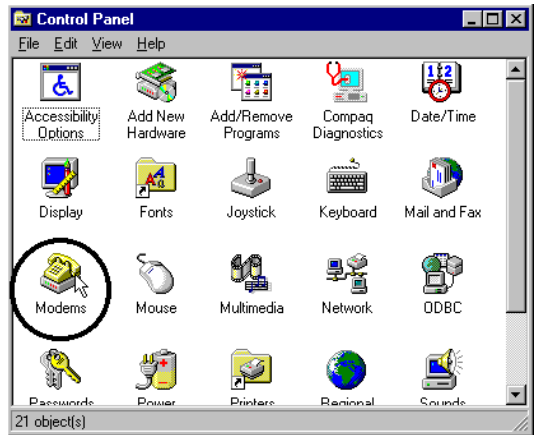 Control Panel
File Edit View Help
Accessibility Options
Add New Hardware
Add/Remove Programs
Compaq Diagnostics
Date/Time
Display
Fonts
Joystick
Keyboard
Mail and Fax
Modems
Mouse
Multimedia
Network
ODBC
Passwords
Power
Printers
Regional
Sounds
21 object(s)